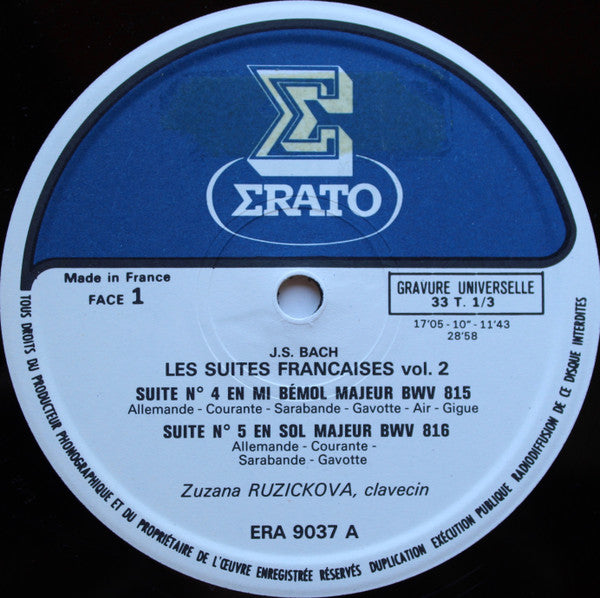 Σ
ΣRATO
Made in France
FACE 1
GRAVURE UNIVERSELLE
33 T. 1/3
17'05 - 10" - 11'43
28'58
J.S. BACH
LES SUITES FRANCAISES vol. 2
SUITE N° 4 EN MI BÉMOL MAJEUR BWV 815
Allemande - Courante - Sarabande - Gavotte - Air - Gigue
SUITE N° 5 EN SOL MAJEUR BWV 816
Allemande - Courante -
Sarabande - Gavotte
Zuzana RUZICKOVA, clavecin
ERA 9037 A
TOUS DROITS DU PRODUCTEUR PHONOGRAPHIQUE ET DU PROPRIÉTAIRE DE L'ŒUVRE ENREGISTRÉE RÉSERVÉS DUPLICATION EXÉCUTION PUBLIQUE RADIODIFFUSION DE CE DISQUE INTERDITES